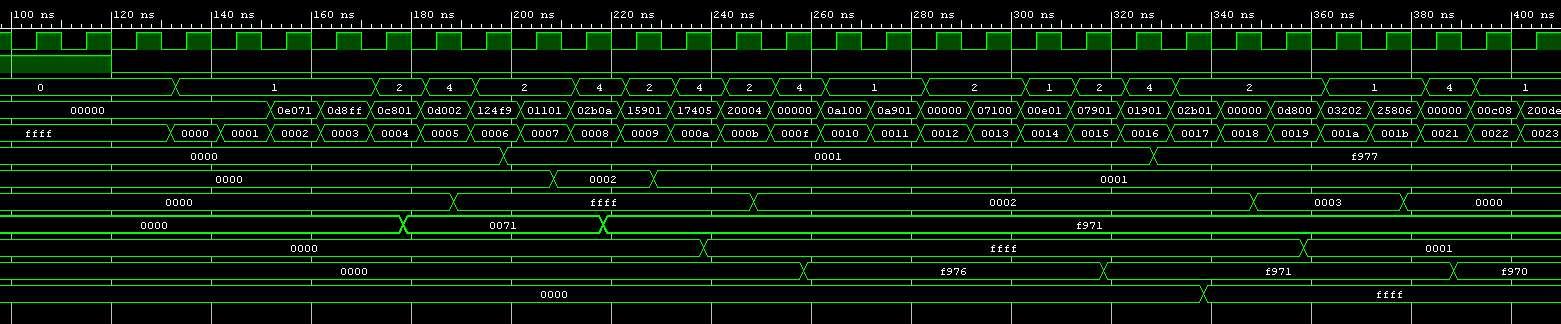 100 ns 120 ns 140 ns 160 ns 180 ns 200 ns 220 ns 240 ns 260 ns 280 ns 300 ns 320 ns 340 ns 360 ns 380 ns 400 ns
0 1 2 4 2 4 2 4 2 4 1 2 1 2 4 2 1 4 1
00000 0e071 0d8ff 0c801 0d002 124f9 01101 02b0a 15901 17405 20004 00000 0a100 0a901 00000 07100 00e01 07901 01901 02b01 00000 0d800 03202 25806 00000 00c08 200de
ffff 0000 0001 0002 0003 0004 0005 0006 0007 0008 0009 000a 000b 000f 0010 0011 0012 0013 0014 0015 0016 0017 0018 0019 001a 001b 0021 0022 0023
0000 0001 f977
0000 0002 0001
0000 ffff 0002 0003 0000
0000 0071 f971
0000 ffff 0001
0000 f976 f971 f970
0000 ffff